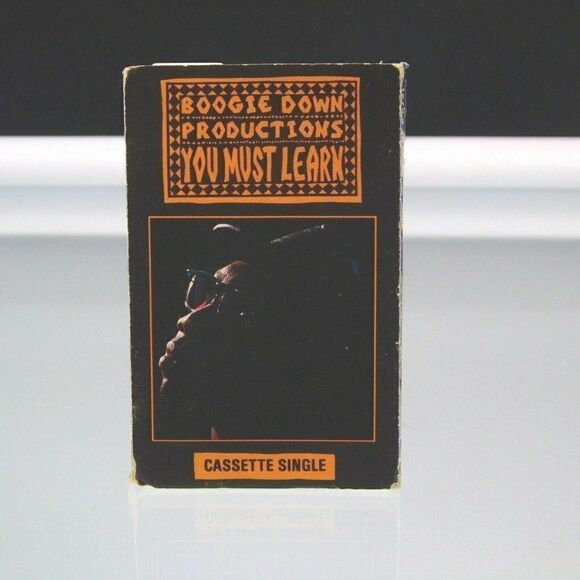 BOOGIE DOWN
PRODUCTIONS
YOU MUST LEARN
CASSETTE SINGLE